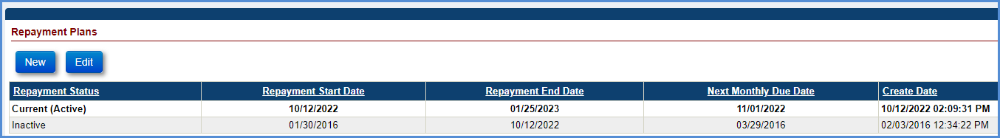 Repayment Plans
New Edit
Repayment Status Repayment Start Date Repayment End Date Next Monthly Due Date Create Date
Current (Active) 10/12/2022 01/25/2023 11/01/2022 10/12/2022 02:09:31 PM
Inactive 01/30/2016 10/12/2022 03/29/2016 02/03/2016 12:34:22 PM